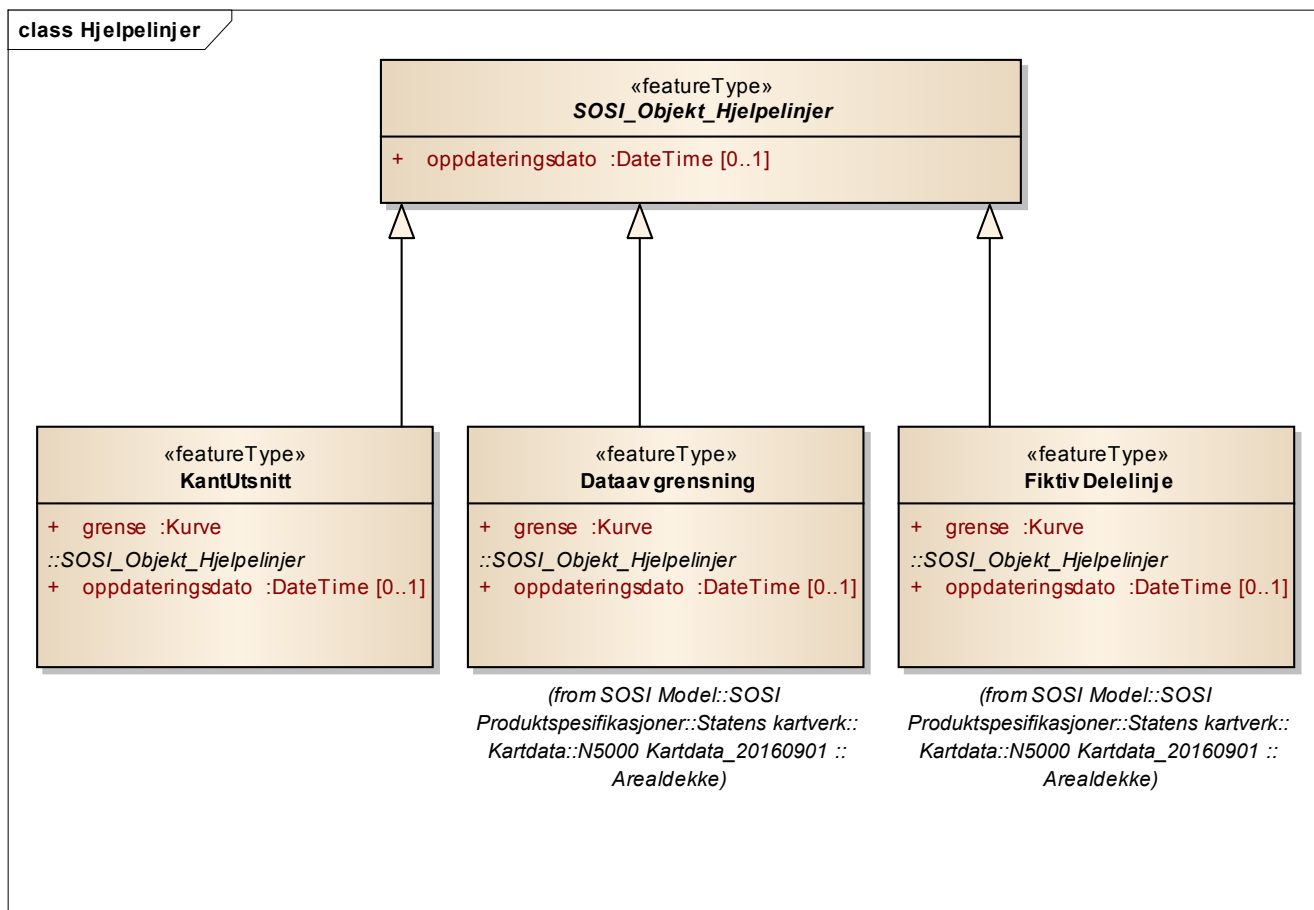 class Hjelpelinjer
«featureType»
SOSI_Objekt_Hjelpelinjer
+ oppdateringsdato :DateTime [0..1]
«featureType»
KantUtsnitt
+ grense :Kurve
::SOSI_Objekt_Hjelpelinjer
+ oppdateringsdato :DateTime [0..1]
«featureType»
Dataavgrensning
+ grense :Kurve
::SOSI_Objekt_Hjelpelinjer
+ oppdateringsdato :DateTime [0..1]
(from SOSI Model::SOSI
Produktspesifikasjoner::Statens kartverk::
Kartdata::N5000 Kartdata_20160901 ::
Arealdekke)
«featureType»
FiktivDelelinje
+ grense :Kurve
::SOSI_Objekt_Hjelpelinjer
+ oppdateringsdato :DateTime [0..1]
(from SOSI Model::SOSI
Produktspesifikasjoner::Statens kartverk::
Kartdata::N5000 Kartdata_20160901 ::
Arealdekke)